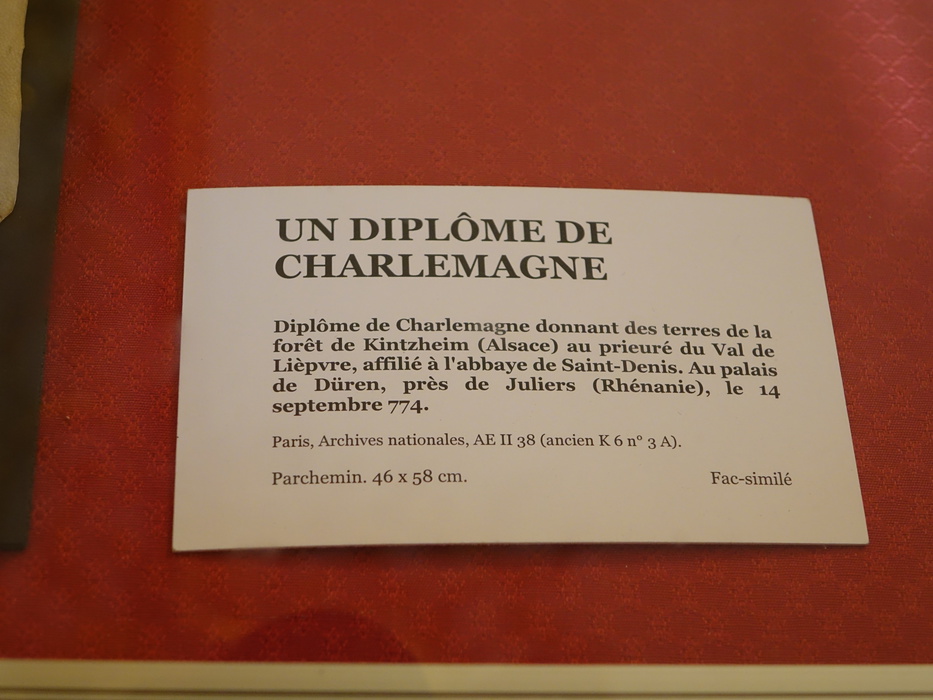 UN DIPLÔME DE
CHARLEMAGNE
Diplôme de Charlemagne donnant des terres de la
forêt de Kintzheim (Alsace) au prieuré du Val de
Lièpvre, affilié à l'abbaye de Saint-Denis. Au palais
de Düren, près de Juliers (Rhénanie), le 14
septembre 774.
Paris, Archives nationales, AE II 38 (ancien K 6 n° 3 A).
Parchemin. 46 x 58 cm. Fac-similé